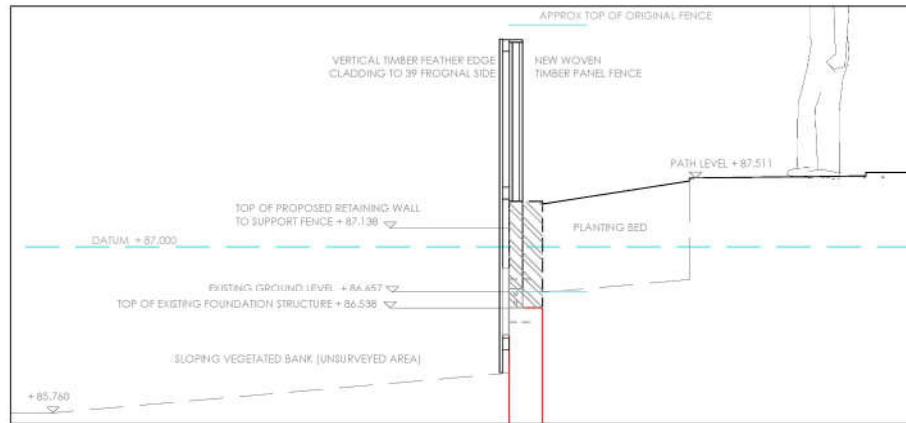 APPROX TOP OF ORIGINAL FENCE
VERTICAL TIMBER FEATHER EDGE
CLADDING TO 39 FROGNAL SIDE
NEW WOVEN
TIMBER PANEL FENCE
PATH LEVEL + 87.511
TOP OF PROPOSED RETAINING WALL
TO SUPPORT FENCE + 87.138
PLANTING BED
DATUM + 87.000
EXISTING GROUND LEVEL + 86.657
TOP OF EXISTING FOUNDATION STRUCTURE + 86.538
SLOPING VEGETATED BANK (UNSURVEYED AREA)
+85.760